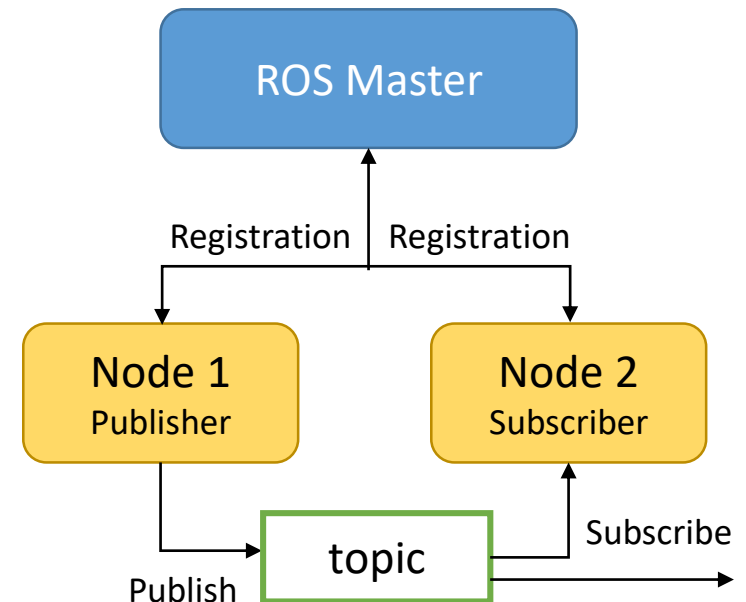 ROS Master
Registration Registration
Node 1
Publisher
Node 2
Subscriber
topic
Subscribe
Publish